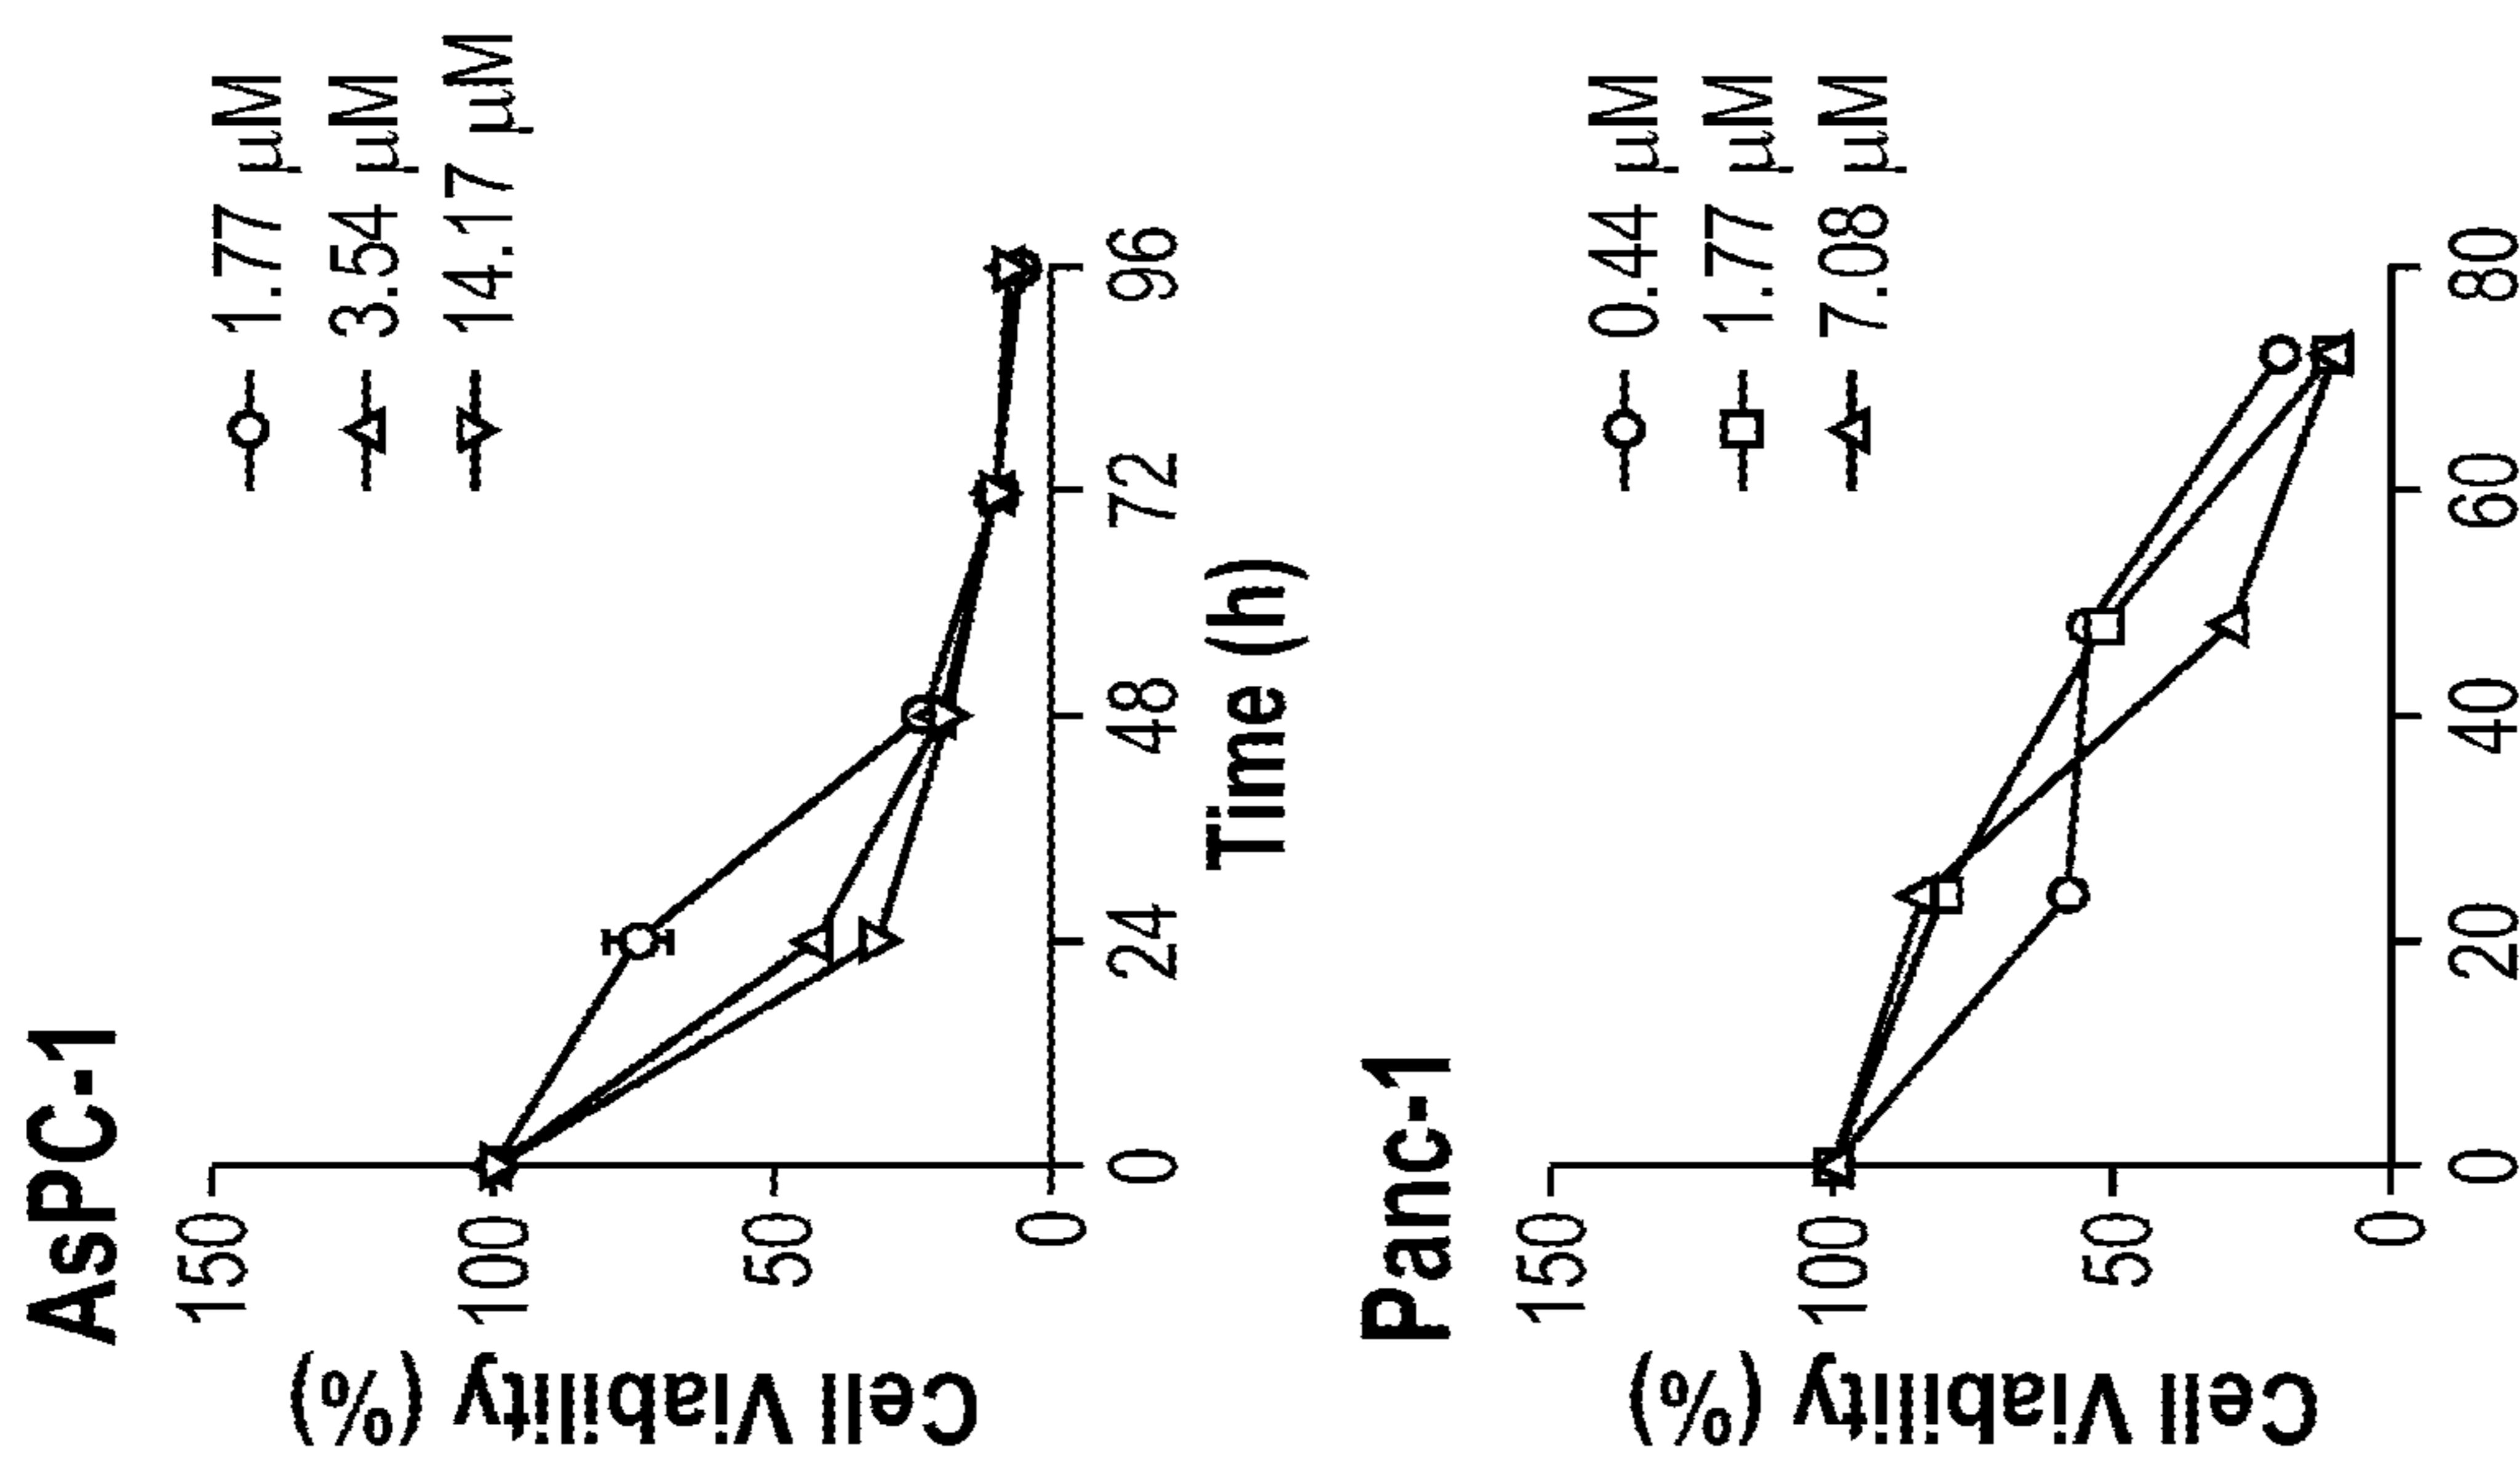 AsPC-1
Cell Viability (%)
150
100
50
0
0
24
48
72
96
Time (h)
1.77 µM
3.54 µM
14.17 µM
Panc-1
Cell Viability (%)
150
100
50
0
0
20
40
60
80
0.44 µM
1.77 µM
7.08 µM